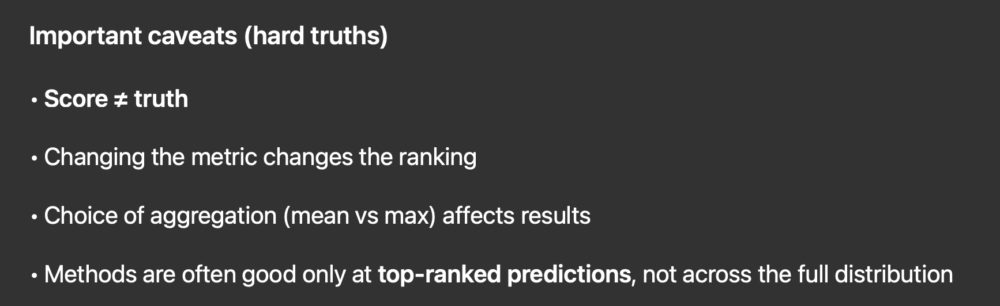 Important caveats (hard truths)
• Score ≠ truth
• Changing the metric changes the ranking
• Choice of aggregation (mean vs max) affects results
• Methods are often good only at top-ranked predictions, not across the full distribution